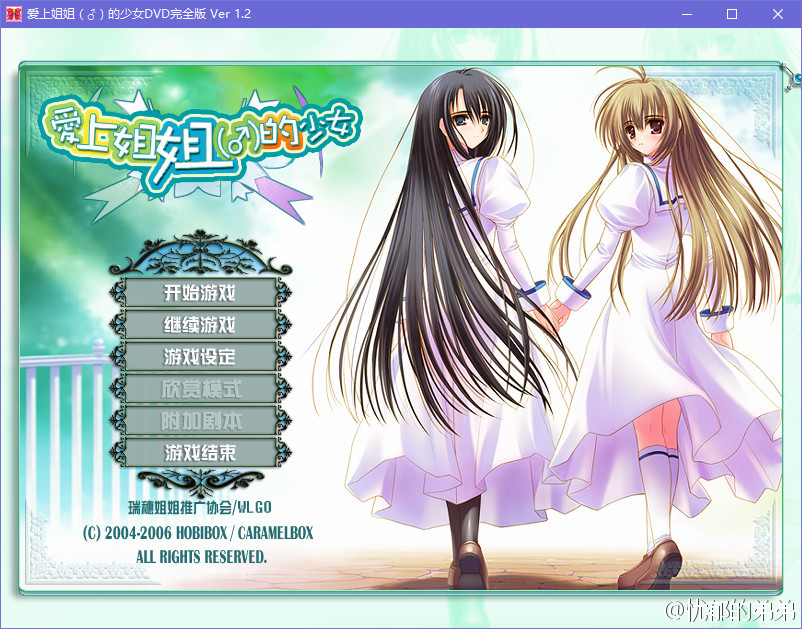 爱上姐姐(♂)的少女DVD完全版 Ver 1.2
愛上姐姐(♂)的少女
开始游戏
继续游戏
游戏设定
欣赏模式
附加剧本
游戏结束
瑞穗姐姐推广协会/WLGO
(C) 2004-2006 HOBIBOX / CARAMELBOX
ALL RIGHTS RESERVED.
@忧郁的弟弟